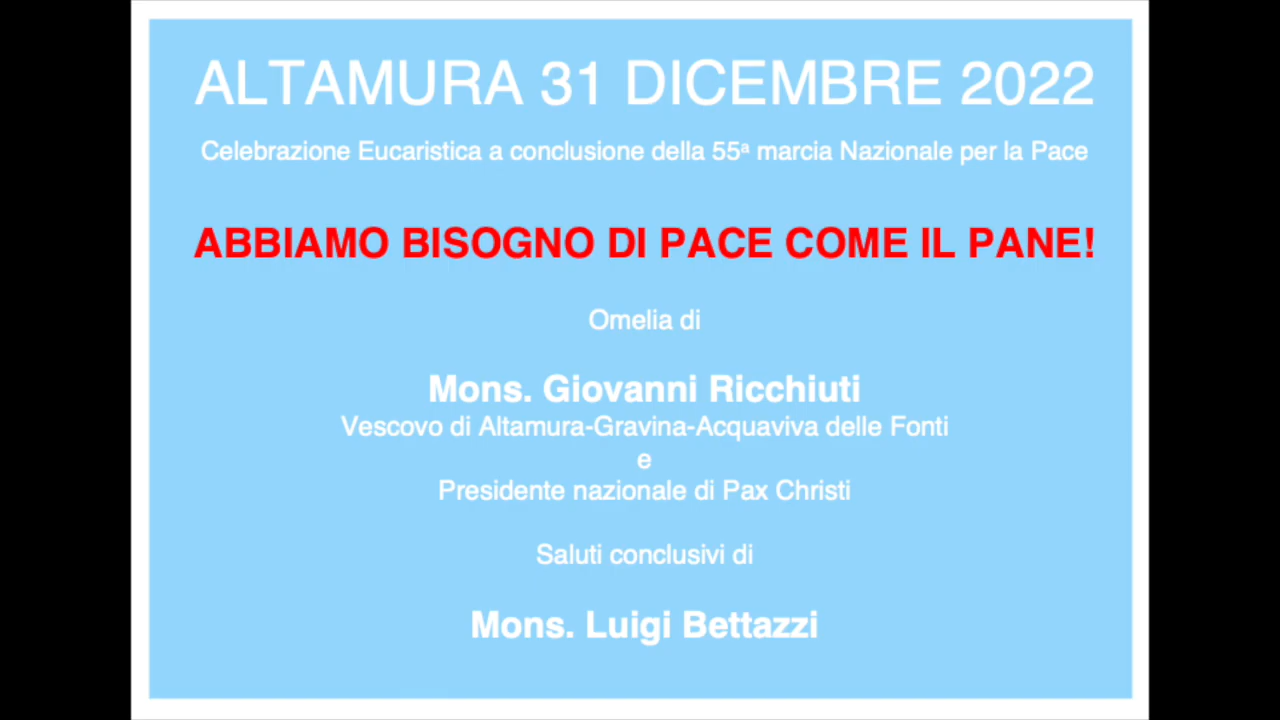 ALTAMURA 31 DICEMBRE 2022
Celebrazione Eucaristica a conclusione della 55ª marcia Nazionale per la Pace
ABBIAMO BISOGNO DI PACE COME IL PANE!
Omelia di
Mons. Giovanni Ricchiuti
Vescovo di Altamura-Gravina-Acquaviva delle Fonti
e
Presidente nazionale di Pax Christi
Saluti conclusivi di
Mons. Luigi Bettazzi